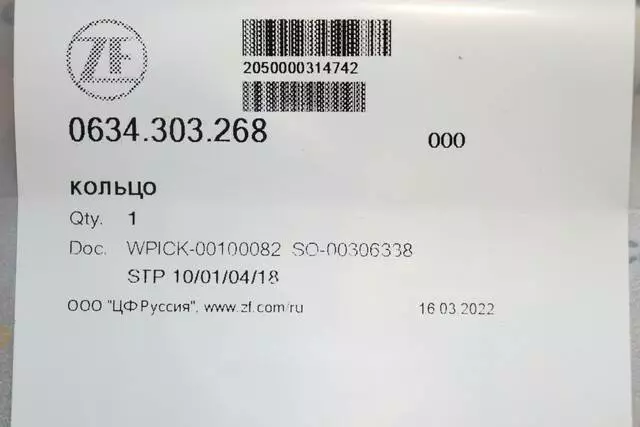 ZF
2050000314742
0634.303.268 000
кольцо
Qty. 1
Doc. WPICK-00100082 SO-00306338
STP 10/01/04/18
ООО "ЦФ Руссия", www.zf.com/ru 16.03.2022